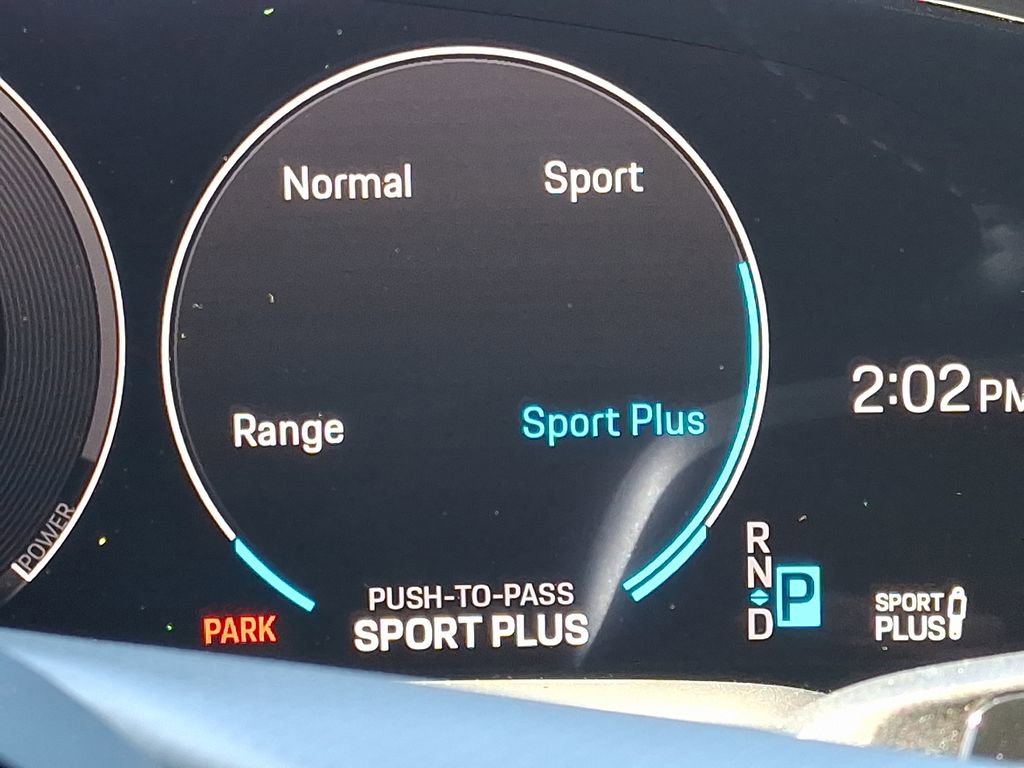 Normal
Sport
Range
Sport Plus
2:02 PM
POWER
PARK
PUSH-TO-PASS
SPORT PLUS
R
N
D
P
SPORT
PLUS